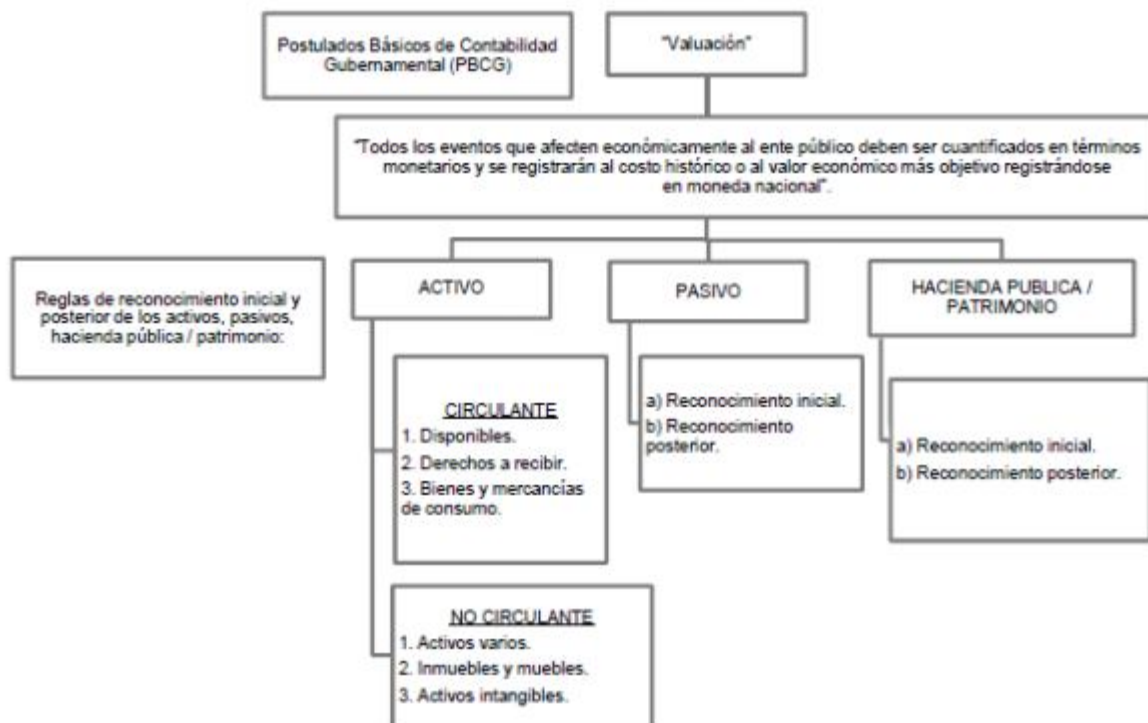 Postulados Básicos de Contabilidad
Gubernamental (PBCG)
"Valuación"
"Todos los eventos que afecten económicamente al ente público deben ser cuantificados en términos
monetarios y se registrarán al costo histórico o al valor económico más objetivo registrándose
en moneda nacional".
Reglas de reconocimiento inicial y
posterior de los activos, pasivos,
hacienda pública / patrimonio:
ACTIVO
CIRCULANTE
1. Disponibles.
2. Derechos a recibir.
3. Bienes y mercancías
de consumo.
NO CIRCULANTE
1. Activos varios.
2. Inmuebles y muebles.
3. Activos intangibles.
PASIVO
a) Reconocimiento inicial.
b) Reconocimiento
posterior.
HACIENDA PUBLICA /
PATRIMONIO
a) Reconocimiento inicial.
b) Reconocimiento posterior.